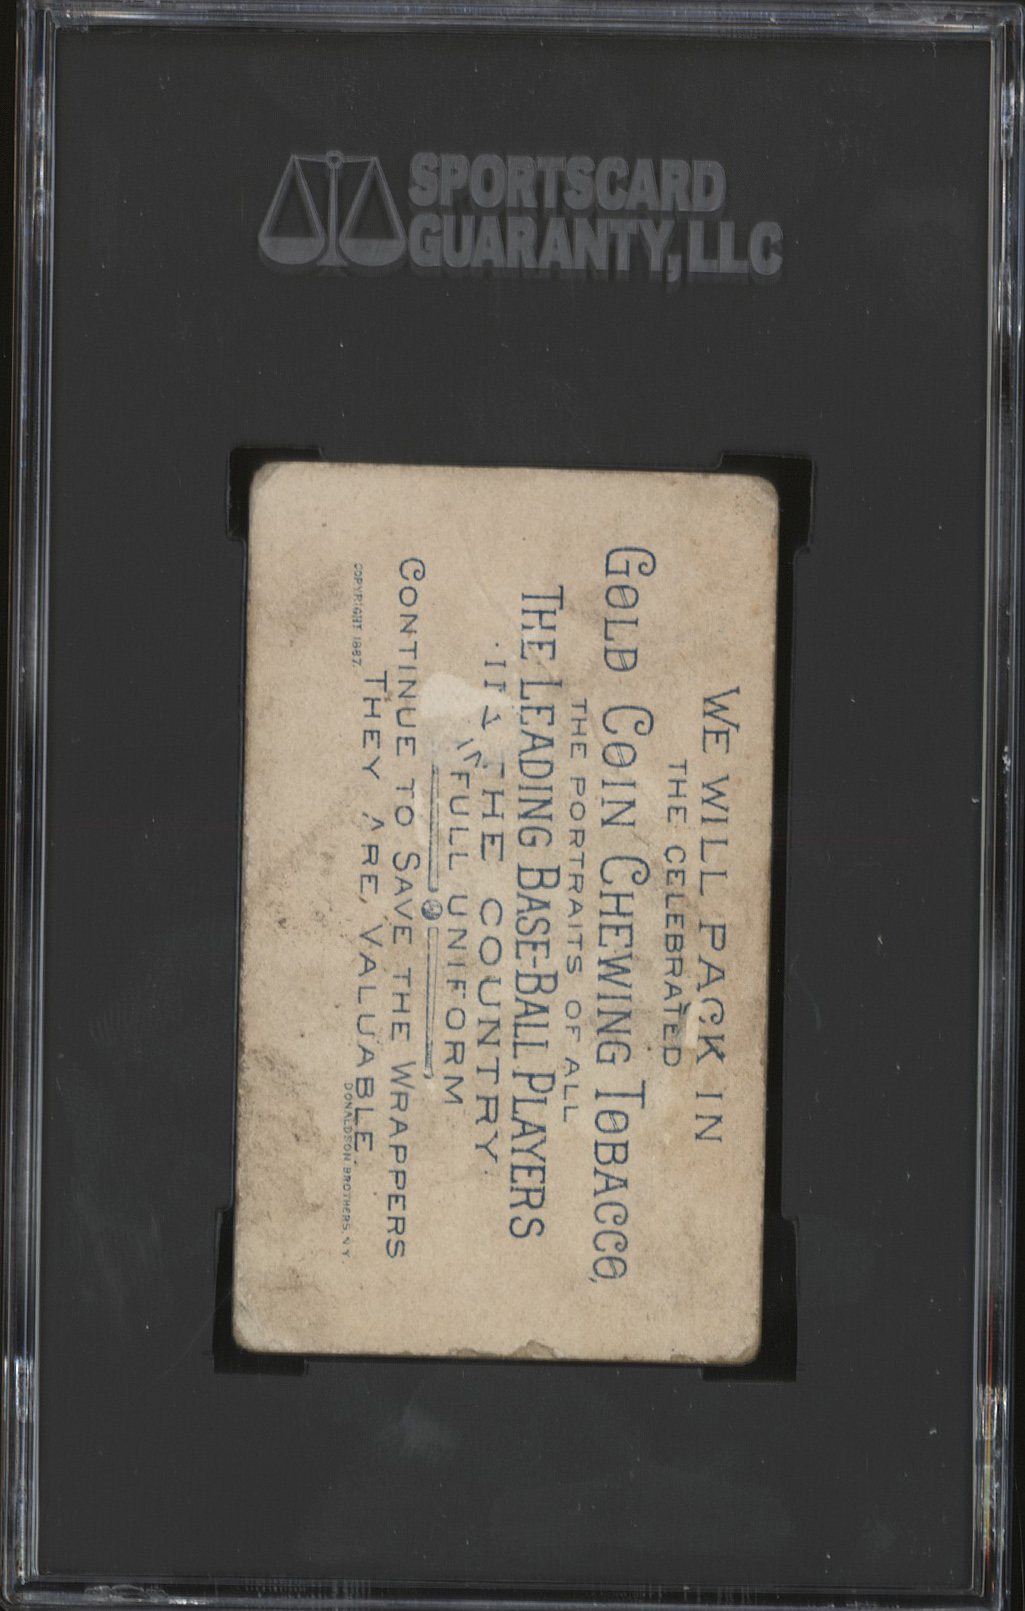 SPORTSCARD
GUARANTY, LLC
WE WILL PACK IN
THE CELEBRATED
GOLD COIN CHEWING TOBACCO,
THE PORTRAITS OF ALL
THE LEADING BASE-BALL PLAYERS
IN THE COUNTRY.
FULL UNIFORM
CONTINUE TO SAVE THE WRAPPERS
THEY ARE, VALUABLE.
COPYRIGHT 1887.
DONALDSON BROTHERS, N.Y.